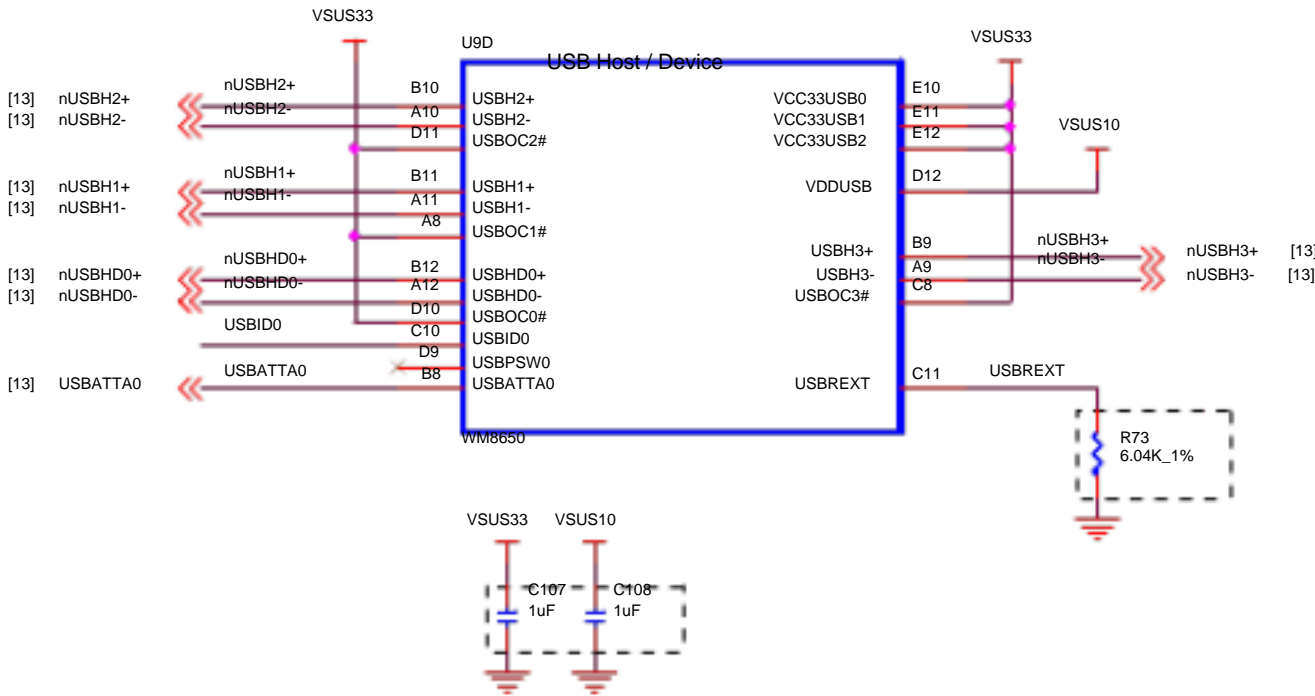 VSUS33
U9D
USB Host / Device
VSUS33
[13] nUSBH2+ nUSBH2+ B10 USBH2+ VCC33USB0 E10
[13] nUSBH2- nUSBH2- A10 USBH2- VCC33USB1 E11
D11 USBOC2# VCC33USB2 E12
VSUS10
[13] nUSBH1+ nUSBH1+ B11 USBH1+ VDDUSB D12
[13] nUSBH1- nUSBH1- A11 USBH1-
A8 USBOC1#
USBH3+ B9 nUSBH3+ nUSBH3+ [13]
[13] nUSBHD0+ nUSBHD0+ B12 USBHD0+ USBH3- A9 nUSBH3- nUSBH3- [13]
[13] nUSBHD0- nUSBHD0- A12 USBHD0- USBOC3# C8
D10 USBOC0#
USBID0 C10 USBID0
D9 USBPSW0
[13] USBATTA0 USBATTA0 B8 USBATTA0 USBREXT C11 USBREXT
WM8650
R73
6.04K_1%
VSUS33 VSUS10
C107 C108
1uF 1uF